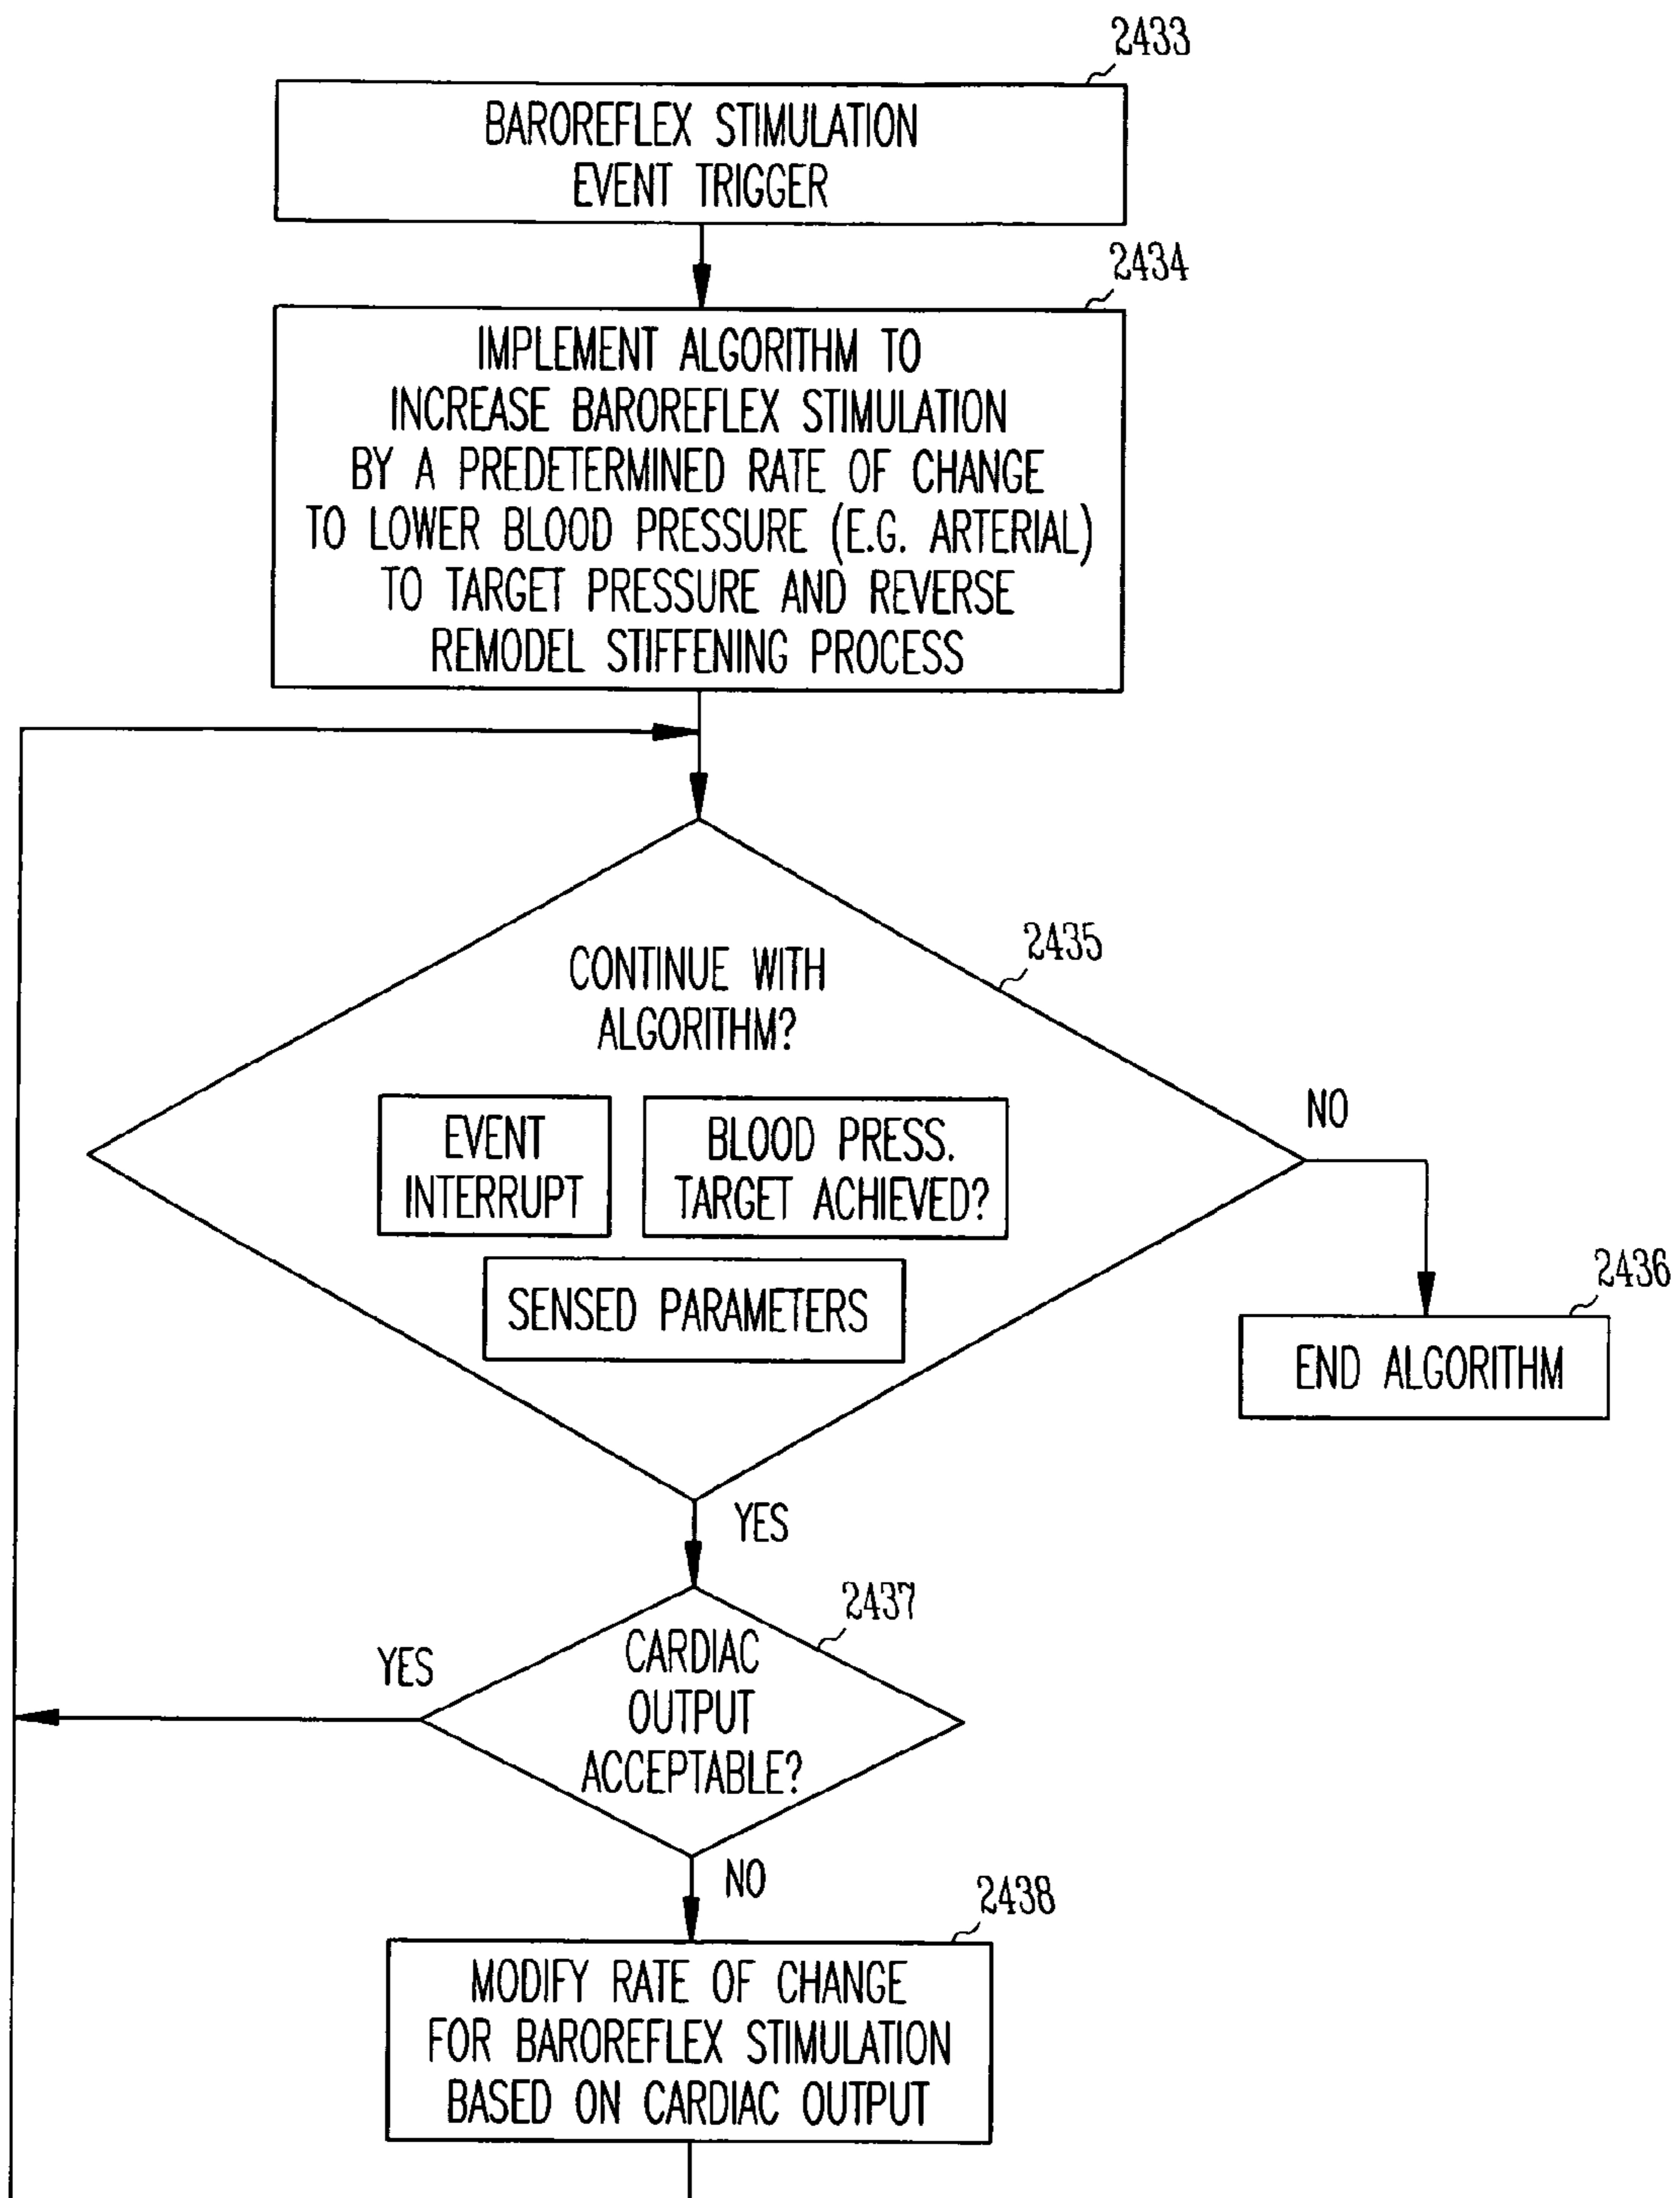 2433
BAROREFLEX STIMULATION
EVENT TRIGGER
2434
IMPLEMENT ALGORITHM TO
INCREASE BAROREFLEX STIMULATION
BY A PREDETERMINED RATE OF CHANGE
TO LOWER BLOOD PRESSURE (E.G. ARTERIAL)
TO TARGET PRESSURE AND REVERSE
REMODEL STIFFENING PROCESS
2435
CONTINUE WITH
ALGORITHM?
EVENT
INTERRUPT
BLOOD PRESS.
TARGET ACHIEVED?
SENSED PARAMETERS
NO
2436
END ALGORITHM
YES
2437
YES
CARDIAC
OUTPUT
ACCEPTABLE?
NO
2438
MODIFY RATE OF CHANGE
FOR BAROREFLEX STIMULATION
BASED ON CARDIAC OUTPUT